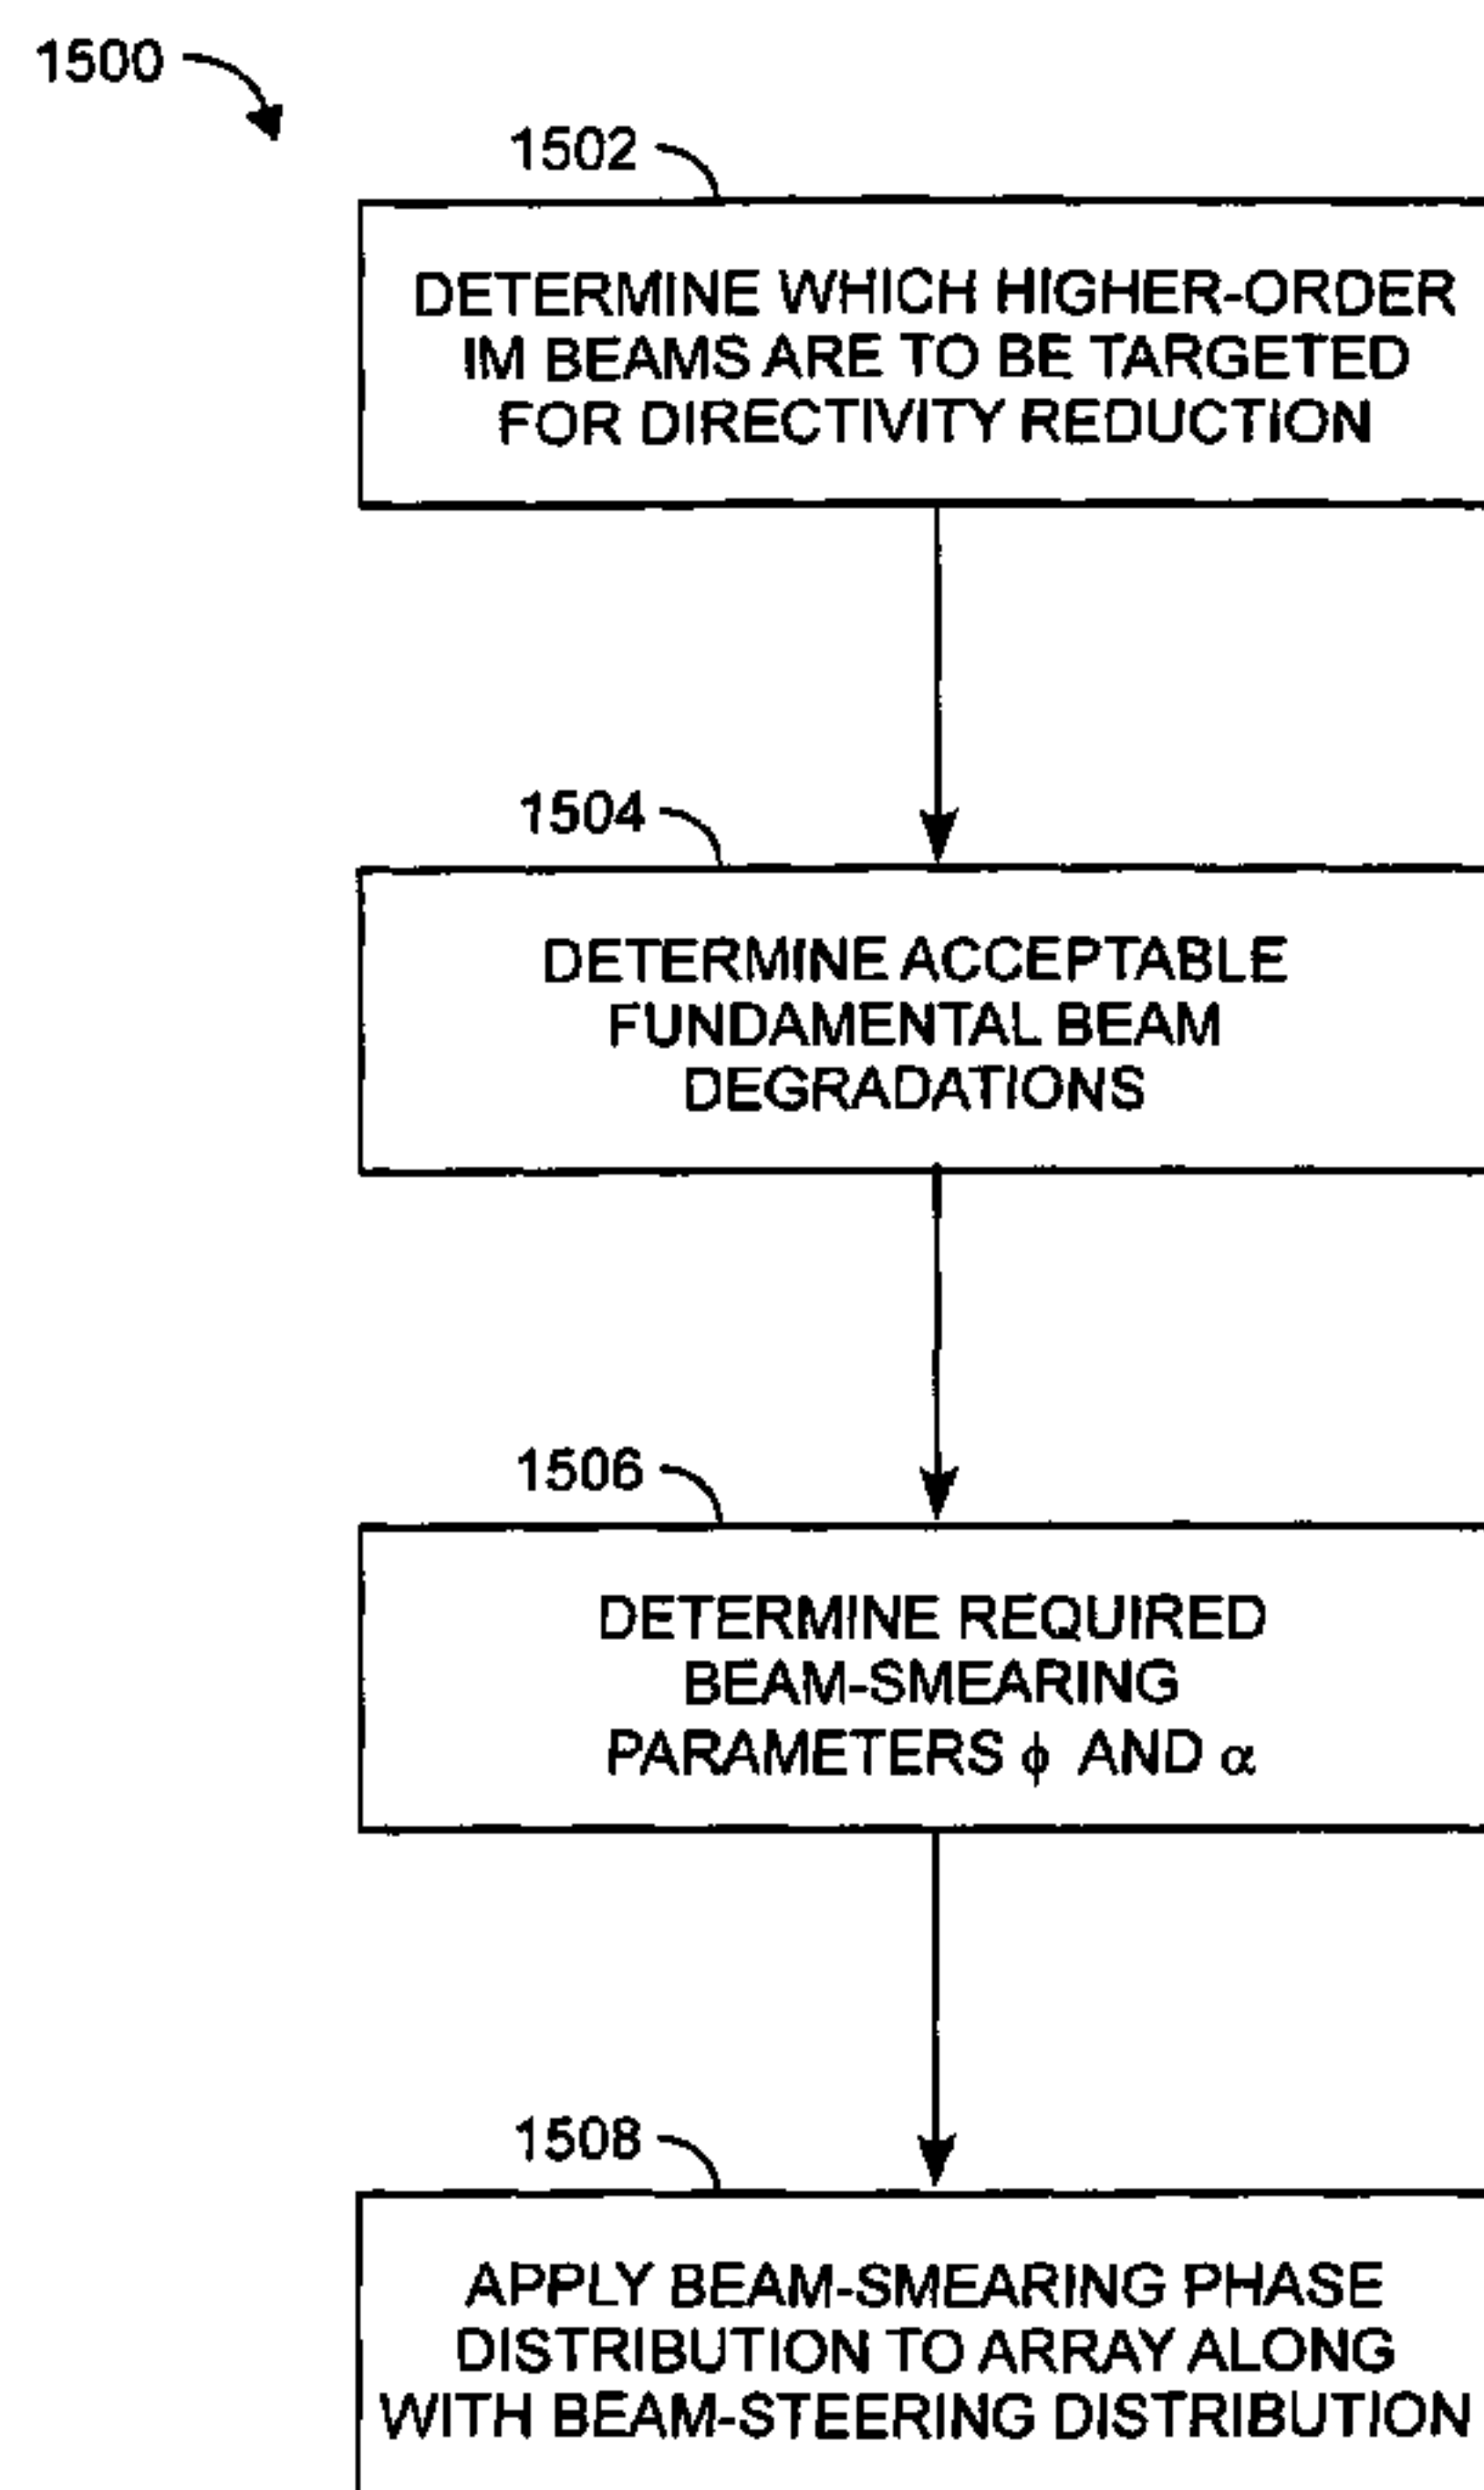 1500
1502
DETERMINE WHICH HIGHER-ORDER
IM BEAMS ARE TO BE TARGETED
FOR DIRECTIVITY REDUCTION
1504
DETERMINE ACCEPTABLE
FUNDAMENTAL BEAM
DEGRADATIONS
1506
DETERMINE REQUIRED
BEAM-SMEARING
PARAMETERS ϕ AND α
1508
APPLY BEAM-SMEARING PHASE
DISTRIBUTION TO ARRAY ALONG
WITH BEAM-STEERING DISTRIBUTION